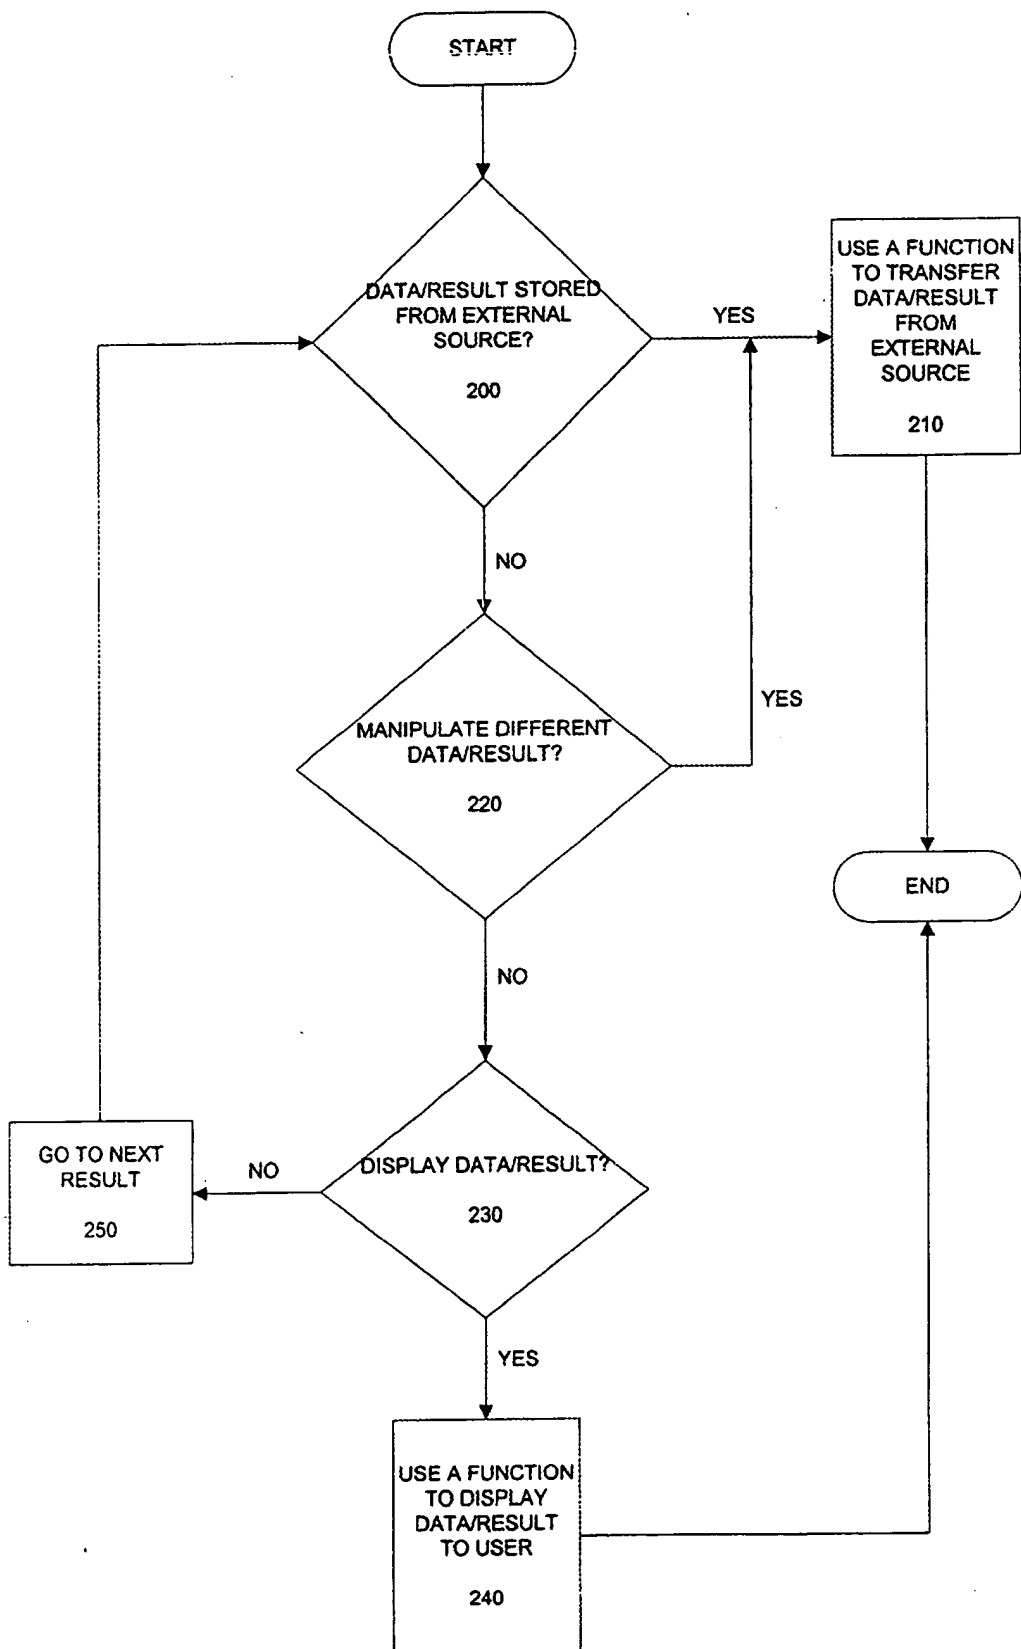 START
DATA/RESULT STORED
FROM EXTERNAL
SOURCE?
200
YES
USE A FUNCTION
TO TRANSFER
DATA/RESULT
FROM
EXTERNAL
SOURCE
210
NO
MANIPULATE DIFFERENT
DATA/RESULT?
220
YES
END
NO
DISPLAY DATA/RESULT?
230
NO
GO TO NEXT
RESULT
250
YES
USE A FUNCTION
TO DISPLAY
DATA/RESULT
TO USER
240